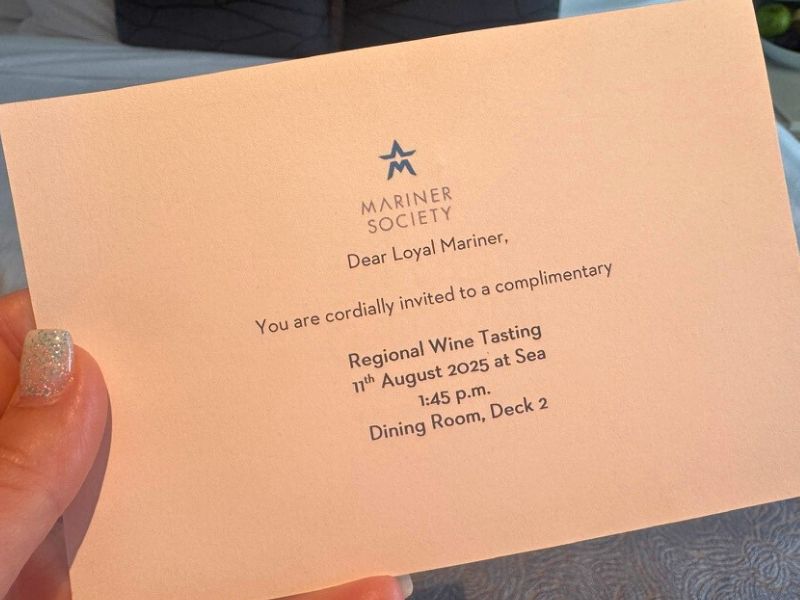 MARINER
SOCIETY
Dear Loyal Mariner,
You are cordially invited to a complimentary
Regional Wine Tasting
11th August 2025 at Sea
1:45 p.m.
Dining Room, Deck 2